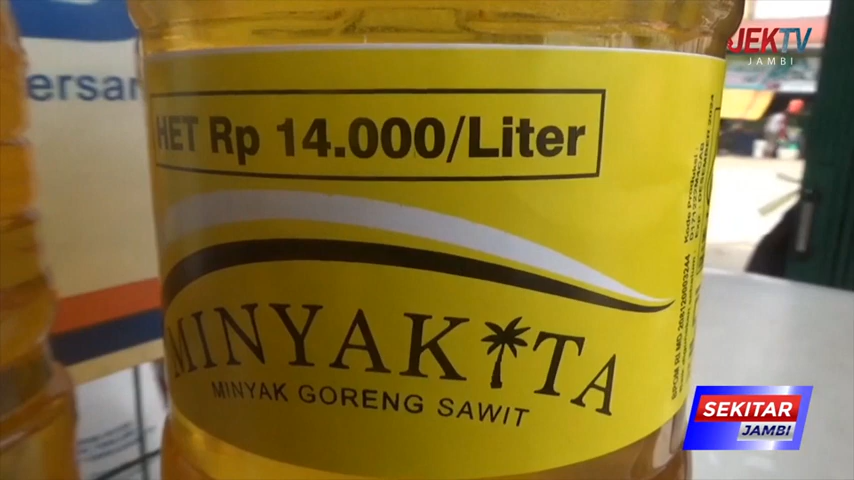 JEKTV
JAMBI
ersar
HET Rp 14.000/Liter
MINYAKITA
MINYAK GORENG SAWIT
SEKITAR
JAMBI